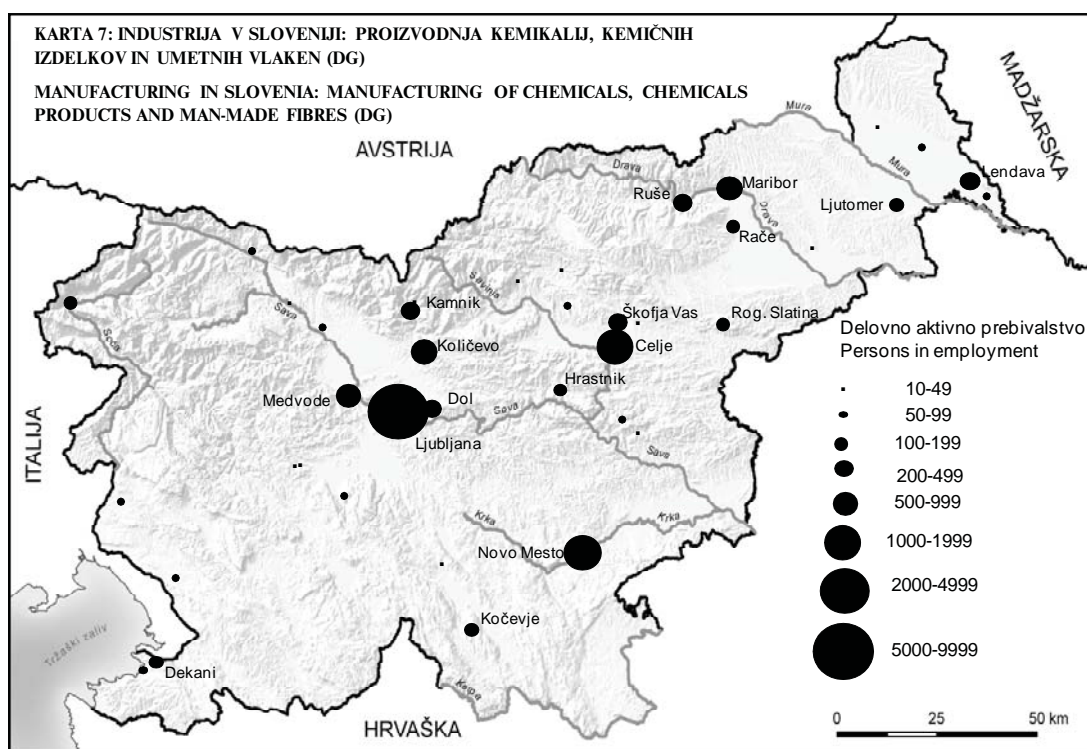 KARTA 7: INDUSTRIJA V SLOVENIJI: PROIZVODNJA KEMIKALIJ, KEMIČNIH
IZDELKOV IN UMETNIH VLAKEN (DG)
MANUFACTURING IN SLOVENIA: MANUFACTURING OF CHEMICALS, CHEMICALS
PRODUCTS AND MAN-MADE FIBRES (DG)
AVSTRIJA
MADŽARSKA
ITALIJA
HRVAŠKA
Mura
Mura
Drava
Drava
Maribor
Ruše
Rače
Lendava
Ljutomer
Savinja
Kamnik
Škofja Vas
Rog. Slatina
Celje
Količevo
Hrastnik
Sava
Soča
Medvode
Dol
Ljubljana
Sava
Sava
Krka
Krka
Novo Mesto
Kočevje
Kolpa
Tržaški zaliv
Dekani
Delovno aktivno prebivalstvo
Persons in employment
10-49
50-99
100-199
200-499
500-999
1000-1999
2000-4999
5000-9999
0 25 50 km